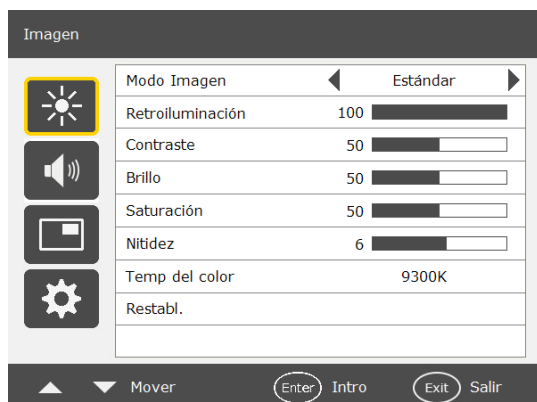 Imagen
Modo Imagen Estándar
Retroiluminación 100
Contraste 50
Brillo 50
Saturación 50
Nitidez 6
Temp del color 9300K
Restabl.
Mover Enter Intro Exit Salir